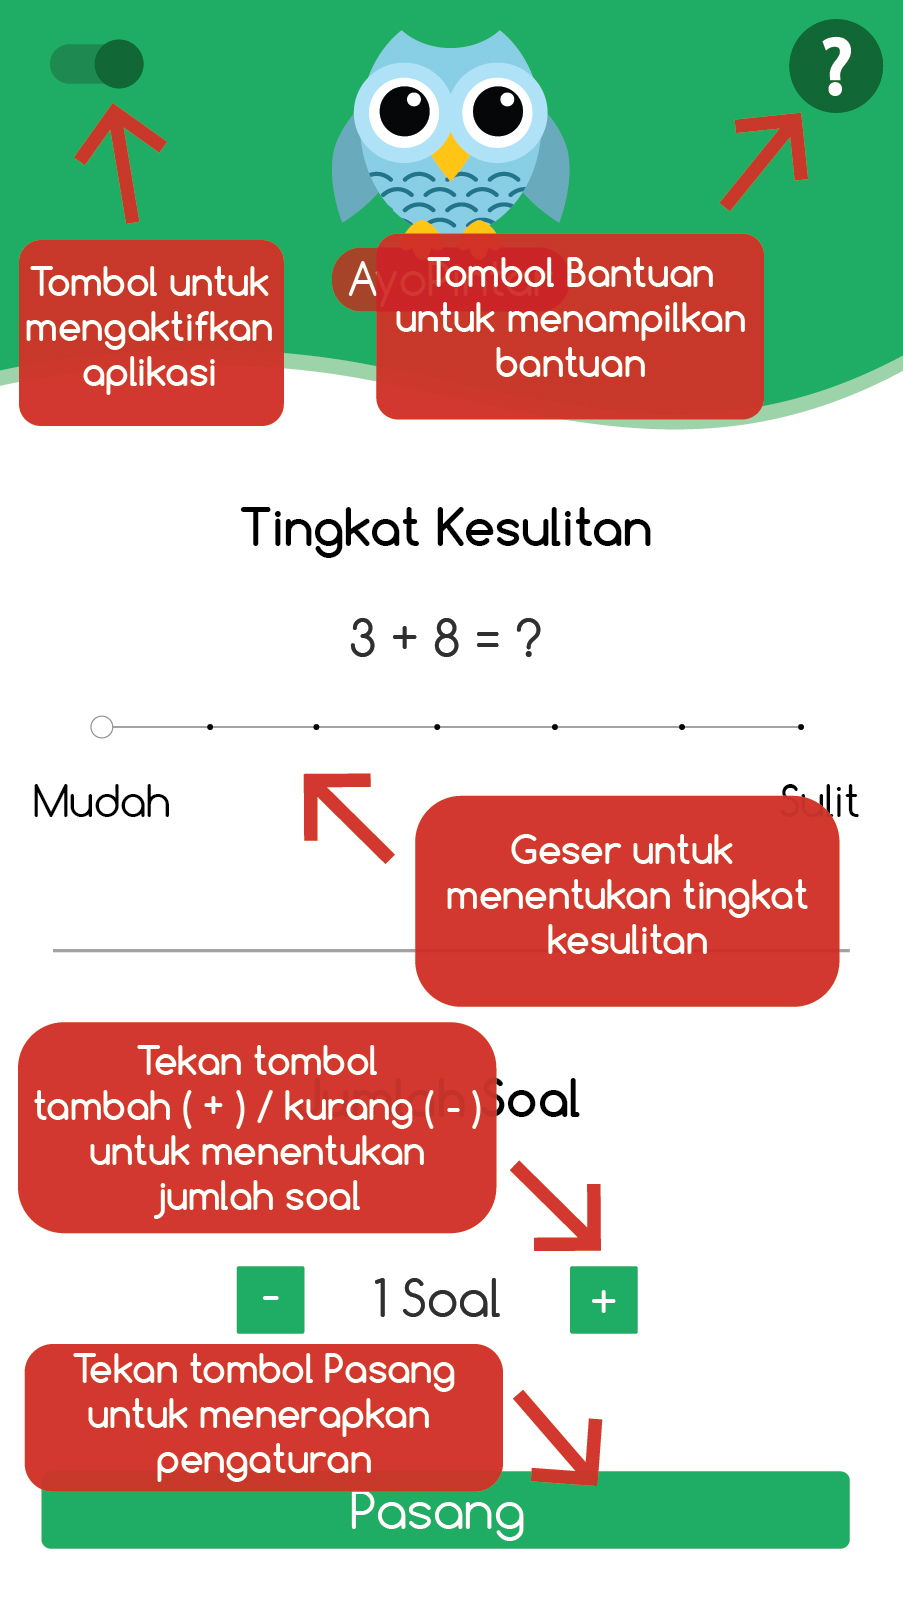 ?
Tombol untuk
mengaktifkan
aplikasi
AyoPintar
Tombol Bantuan
untuk menampilkan
bantuan
Tingkat Kesulitan
3 + 8 = ?
Mudah
Sulit
Geser untuk
menentukan tingkat
kesulitan
Tekan tombol
tambah ( + ) / kurang ( - )
untuk menentukan
jumlah soal
Jumlah Soal
- 1 Soal +
Tekan tombol Pasang
untuk menerapkan
pengaturan
Pasang